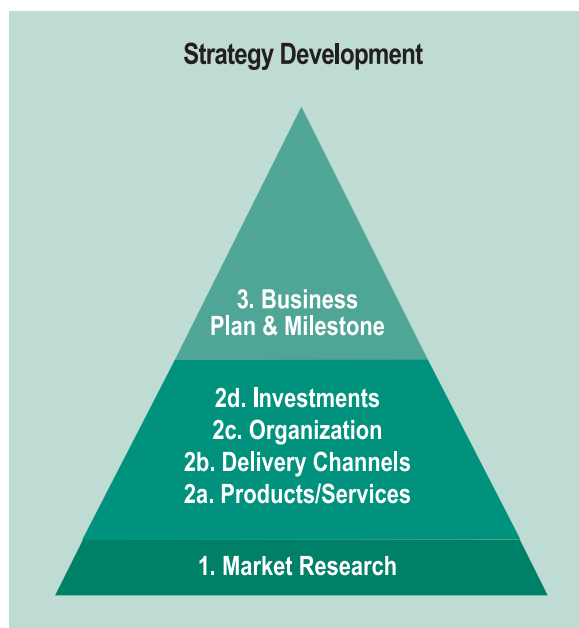 Strategy Development
3. Business
Plan & Milestone
2d. Investments
2c. Organization
2b. Delivery Channels
2a. Products/Services
1. Market Research